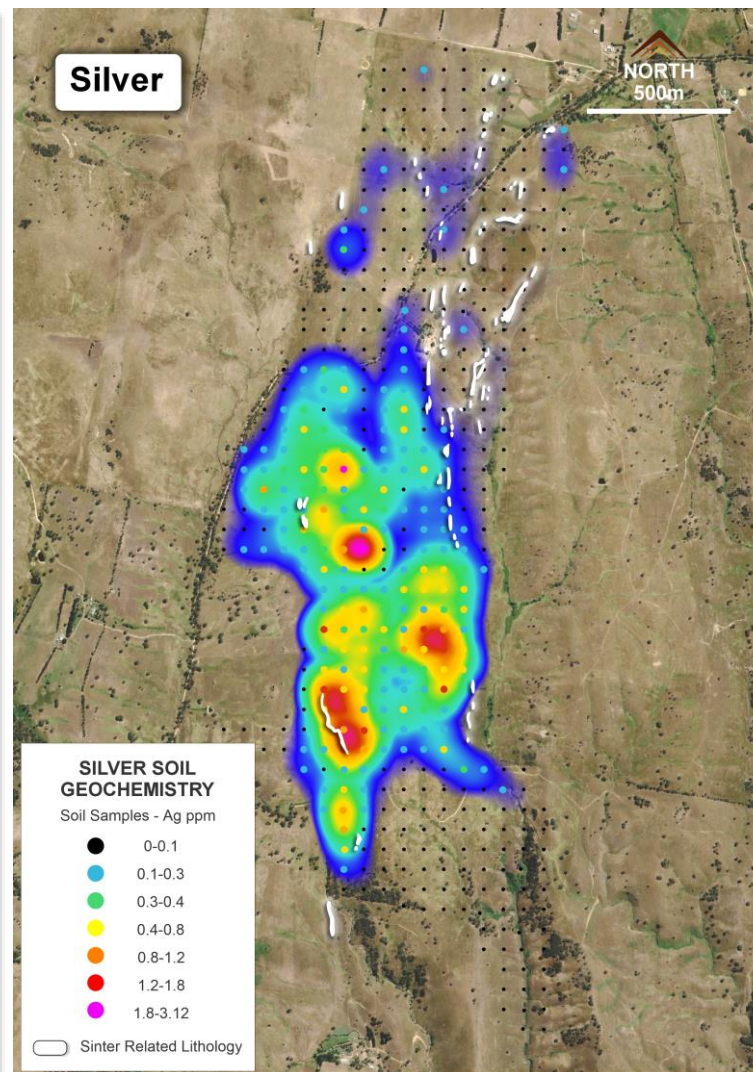 Silver
NORTH
500m
SILVER SOIL
GEOCHEMISTRY
Soil Samples - Ag ppm
0-0.1
0.1-0.3
0.3-0.4
0.4-0.8
0.8-1.2
1.2-1.8
1.8-3.12
Sinter Related Lithology